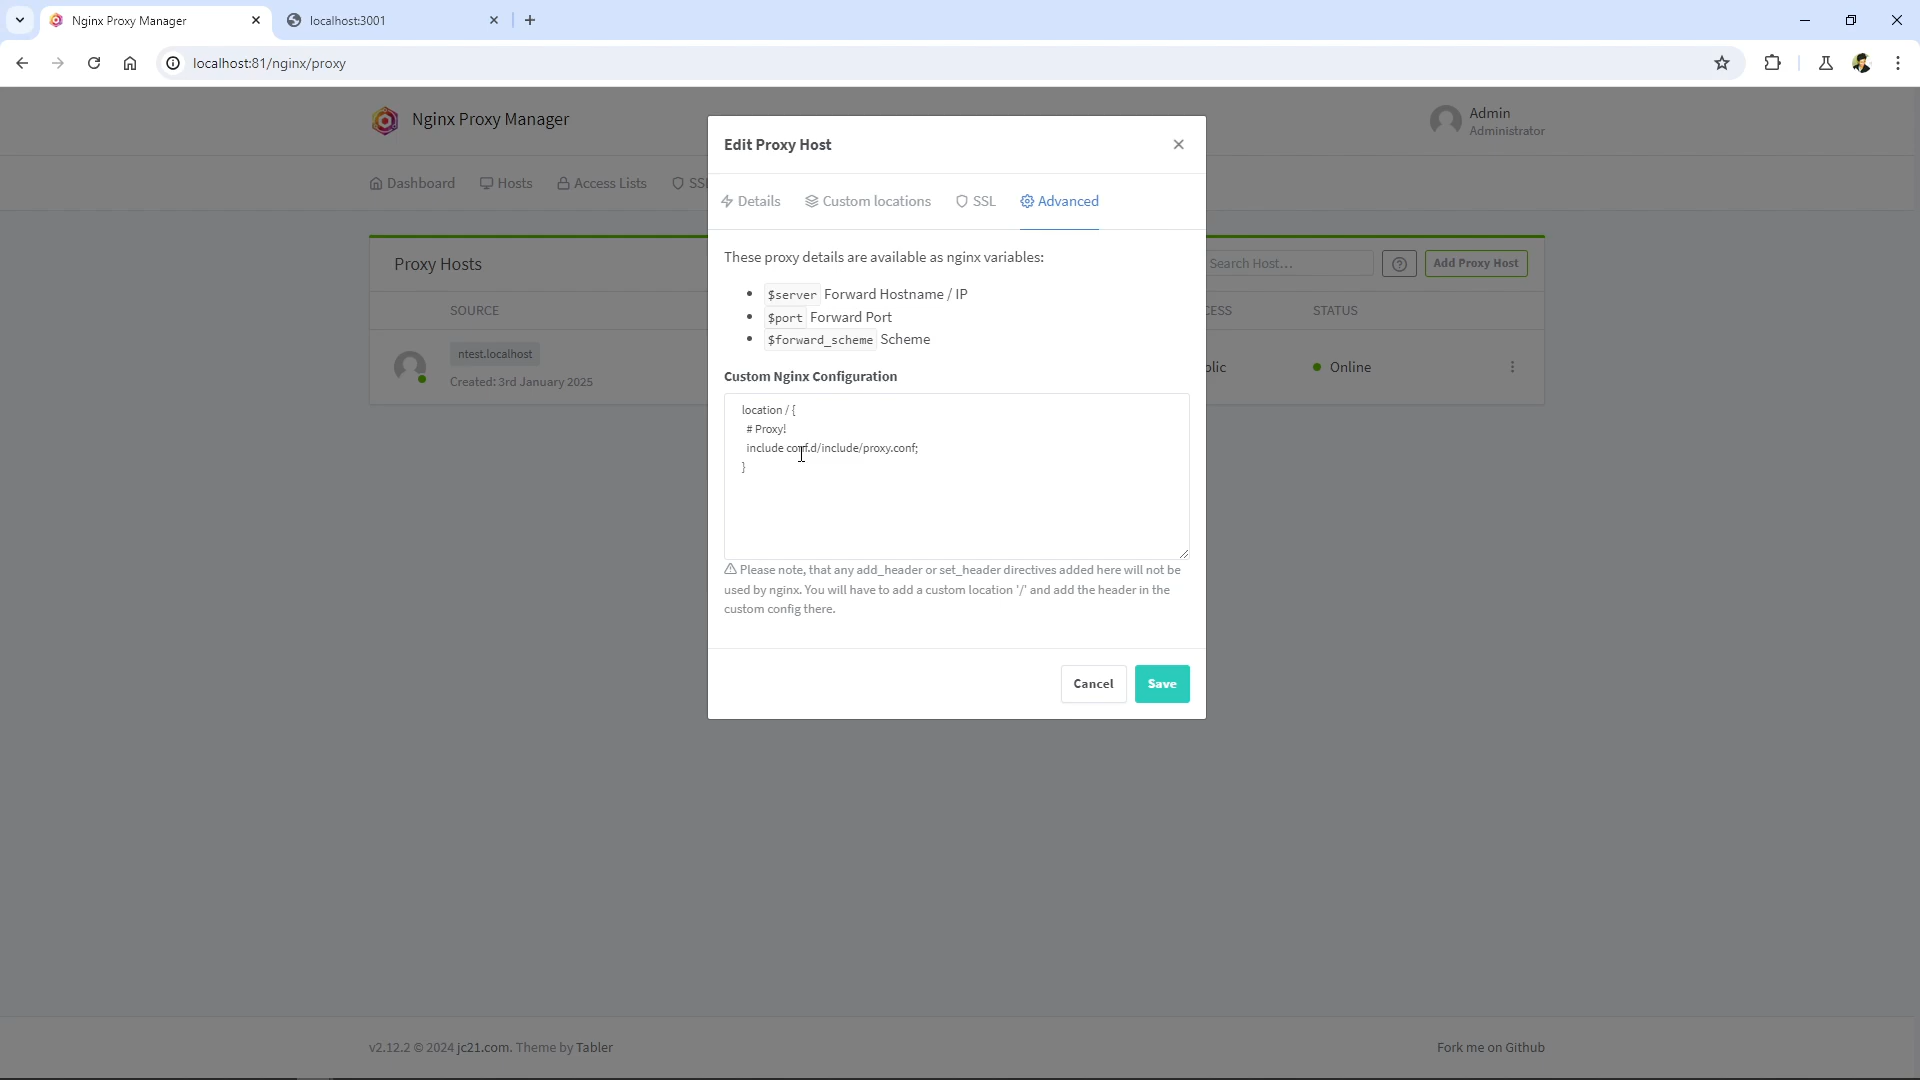 Nginx Proxy Manager
localhost:3001
localhost:81/nginx/proxy
Nginx Proxy Manager
Admin
Administrator
Dashboard
Hosts
Access Lists
SS
Proxy Hosts
Search Host...
Add Proxy Host
SOURCE
CESS
STATUS
ntest.localhost
Created: 3rd January 2025
blic
Online
Edit Proxy Host
Details
Custom locations
SSL
Advanced
These proxy details are available as nginx variables:
$server Forward Hostname / IP
$port Forward Port
$forward_scheme Scheme
Custom Nginx Configuration
location / {
# Proxy!
include conf.d/include/proxy.conf;
}
Please note, that any add_header or set_header directives added here will not be
used by nginx. You will have to add a custom location '/' and add the header in the
custom config there.
Cancel
Save
v2.12.2 © 2024 jc21.com. Theme by Tabler
Fork me on Github